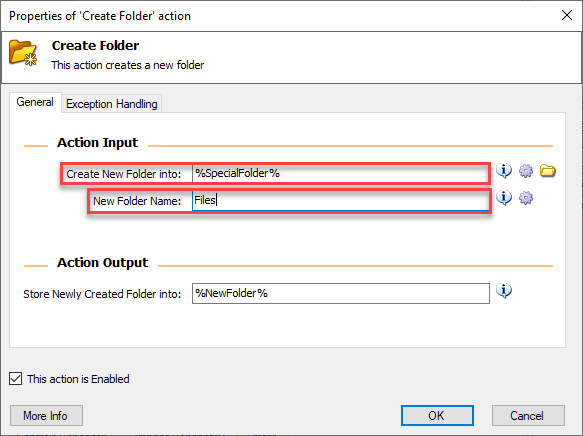 Properties of 'Create Folder' action
Create Folder
This action creates a new folder
General
Exception Handling
Action Input
Create New Folder into: %SpecialFolder%
New Folder Name: Files
Action Output
Store Newly Created Folder into: %NewFolder%
This action is Enabled
More Info
OK
Cancel